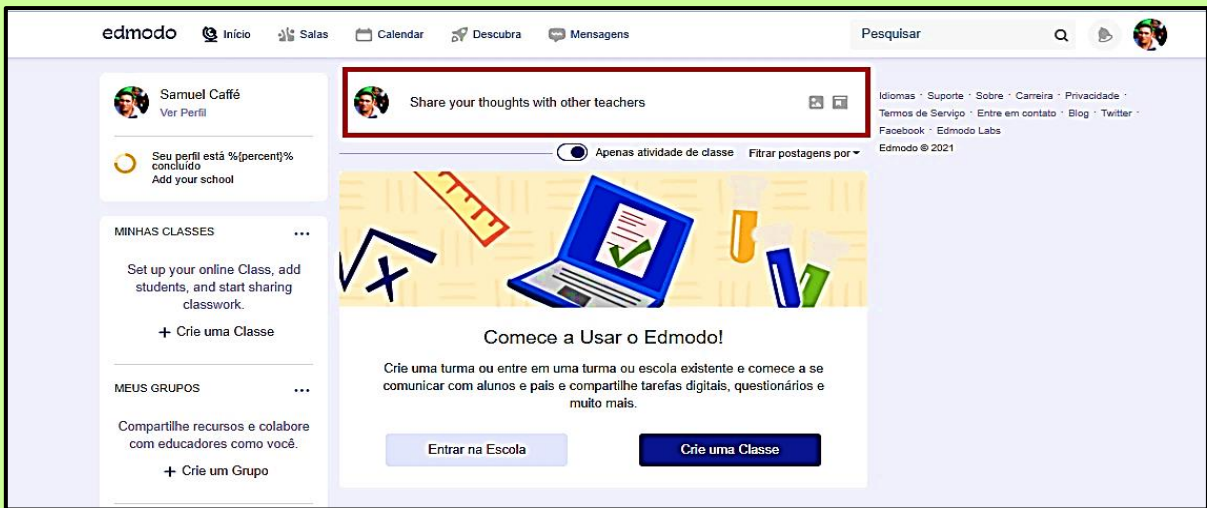 edmodo Início Salas Calendar Descubra Mensagens Pesquisar
Samuel Caffé
Ver Perfil
Seu perfil está %{percent}%
concluído
Add your school
MINHAS CLASSES ...
Set up your online Class, add
students, and start sharing
classwork.
+ Crie uma Classe
MEUS GRUPOS ...
Compartilhe recursos e colabore
com educadores como você.
+ Crie um Grupo
Share your thoughts with other teachers
Apenas atividade de classe Fitrar postagens por
Comece a Usar o Edmodo!
Crie uma turma ou entre em uma turma ou escola existente e comece a se
comunicar com alunos e pais e compartilhe tarefas digitais, questionários e
muito mais.
Entrar na Escola Crie uma Classe
Idiomas · Suporte · Sobre · Carreira · Privacidade ·
Termos de Serviço · Entre em contato · Blog · Twitter ·
Facebook · Edmodo Labs
Edmodo © 2021